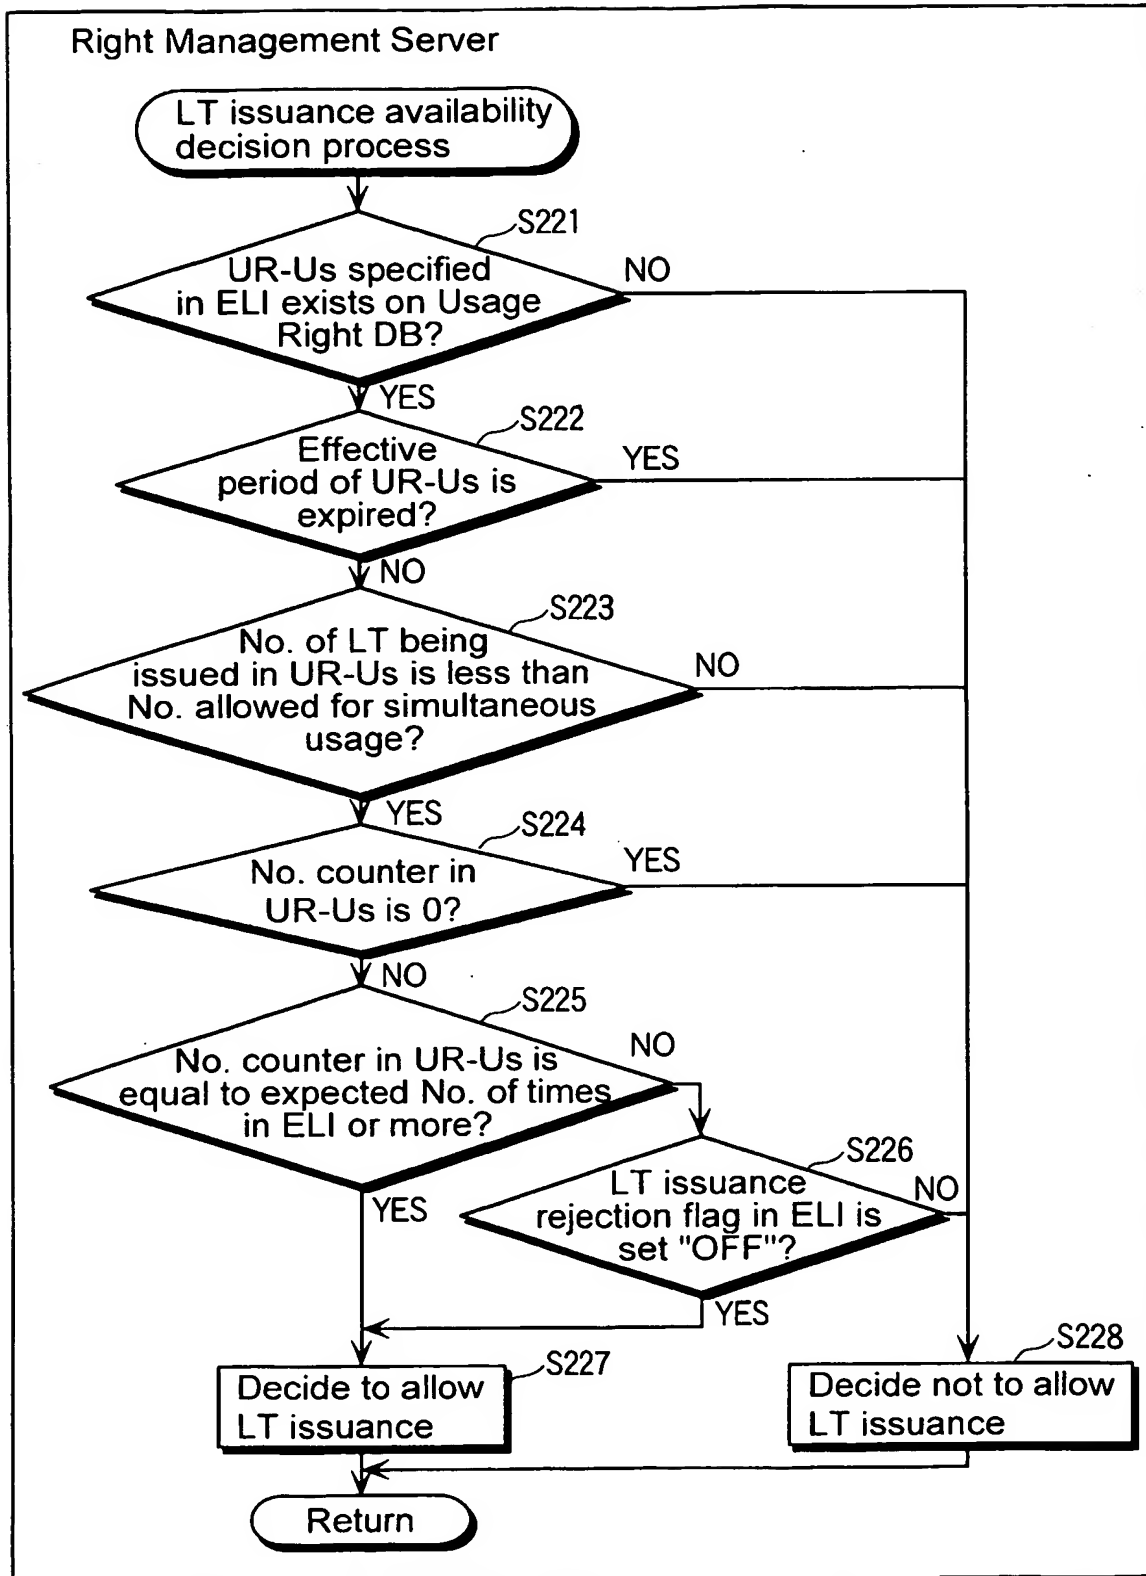 Right Management Server
LT issuance availability
decision process
S221
UR-Us specified
in ELI exists on Usage
Right DB?
NO
YES
S222
Effective
period of UR-Us is
expired?
YES
NO
S223
No. of LT being
issued in UR-Us is less than
No. allowed for simultaneous
usage?
NO
YES
S224
No. counter in
UR-Us is 0?
YES
NO
S225
No. counter in UR-Us is
equal to expected No. of times
in ELI or more?
NO
YES
S226
LT issuance
rejection flag in ELI is
set "OFF"?
NO
YES
S227
Decide to allow
LT issuance
S228
Decide not to allow
LT issuance
Return